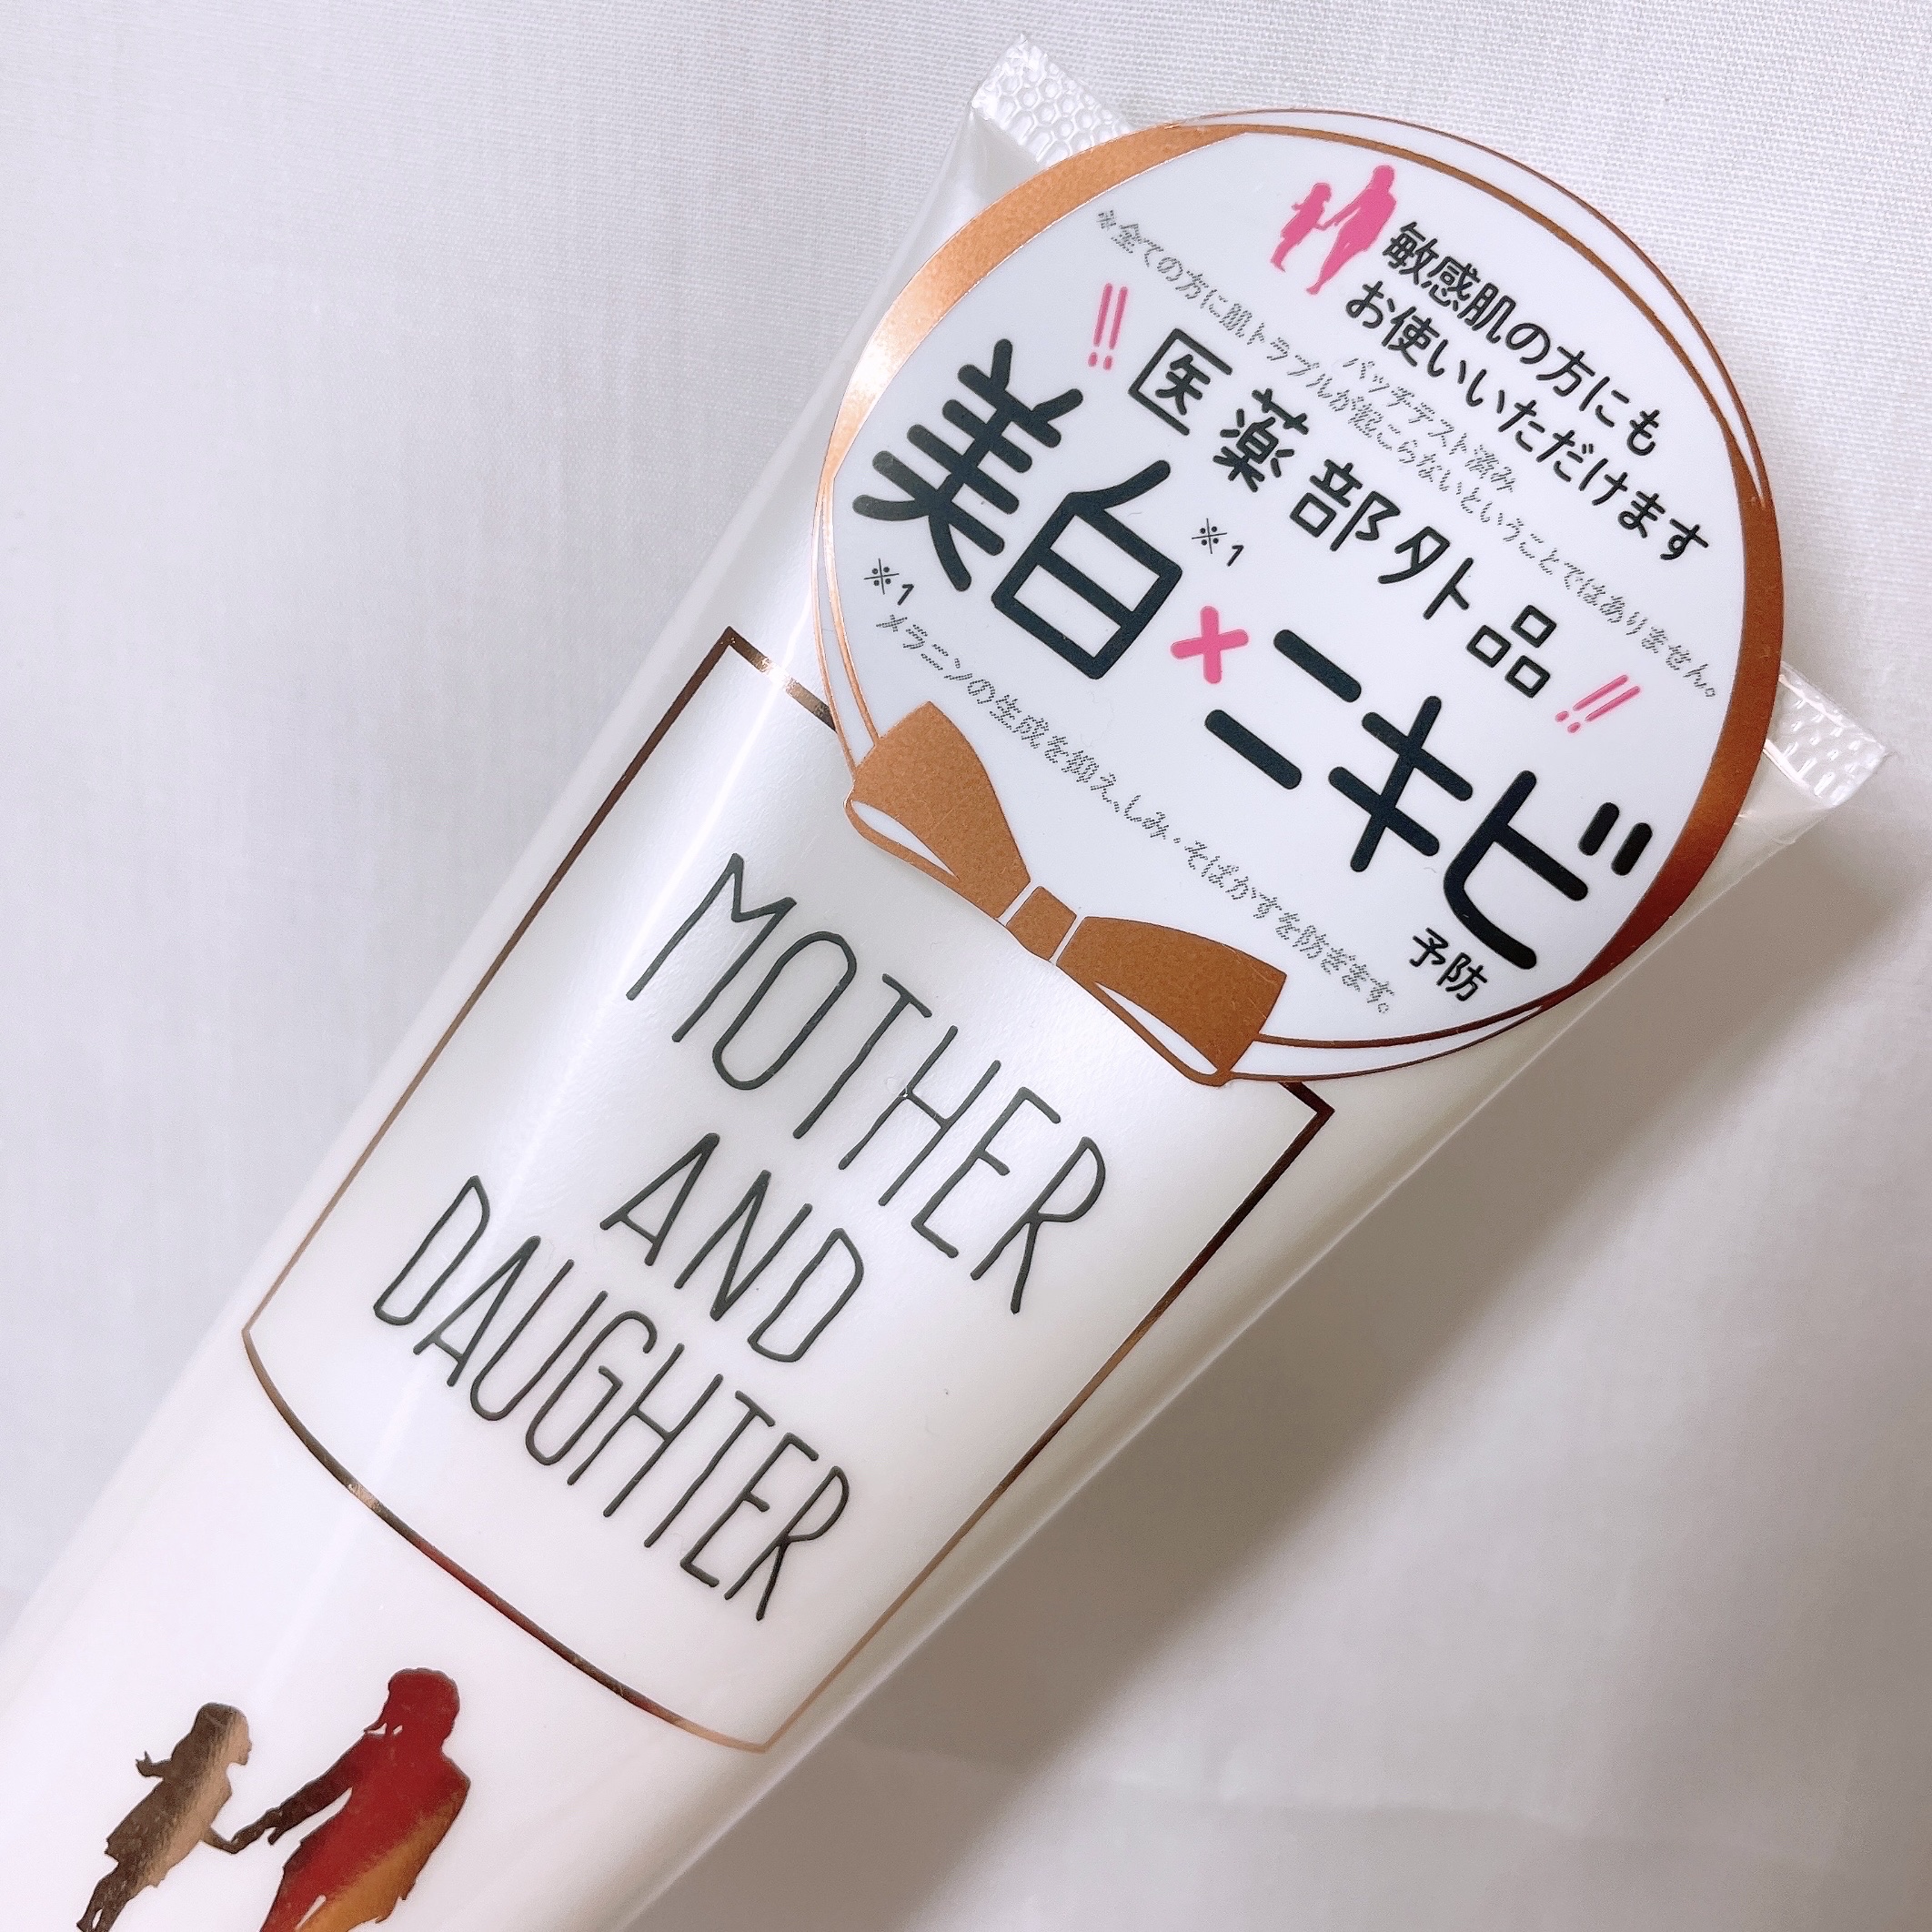 敏感肌の方にも
お使いいただけます
パッチテスト済み
※全ての方に肌トラブルが起こらないということではありません。
!!医薬部外品!!
美白※1×ニキビ予防
※1
メラニンの生成を抑え、しみ・そばかすを防ぎます。
MOTHER
AND
DAUGHTER